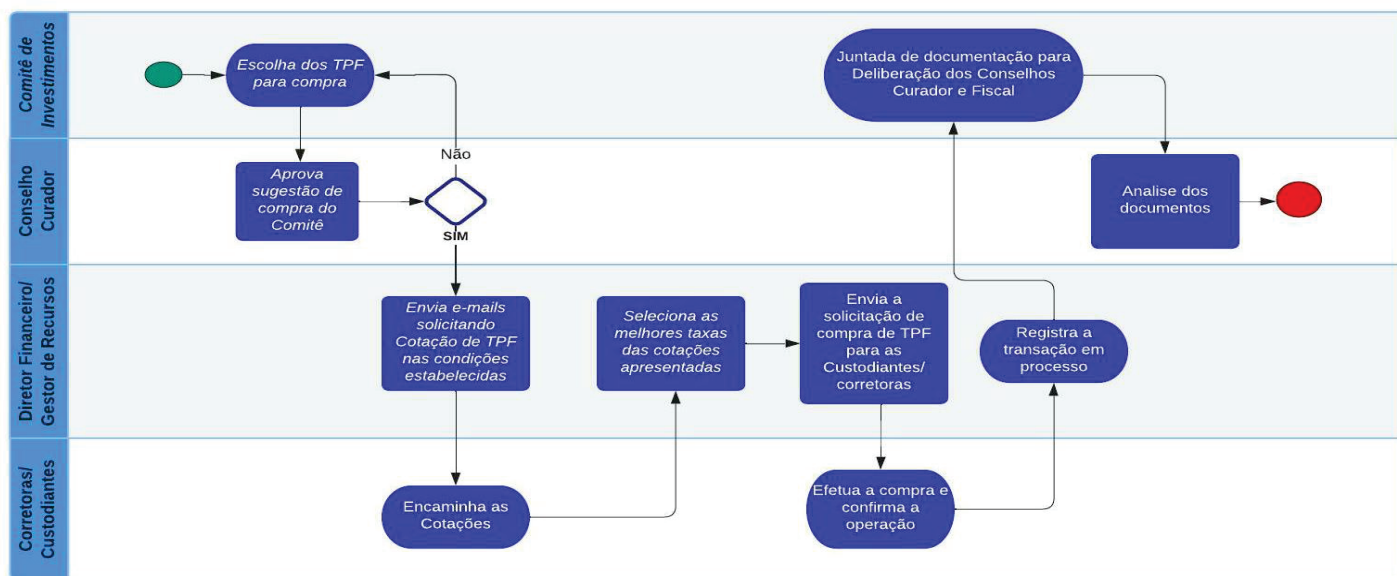 Comitê de
Investimentos
Escolha dos TPF
para compra
Juntada de documentação para
Deliberação dos Conselhos
Curador e Fiscal
Conselho
Curador
Aprova
sugestão de
compra do
Comitê
Não
SIM
Analise dos
documentos
Diretor Financeiro/
Gestor de Recursos
Envia e-mails
solicitando
Cotação de TPF
nas condições
estabelecidas
Seleciona as
melhores taxas
das cotações
apresentadas
Envia a
solicitação de
compra de TPF
para as
Custodiantes/
corretoras
Registra a
transação em
processo
Corretoras/
Custodiantes
Encaminha as
Cotações
Efetua a compra e
confirma a
operação